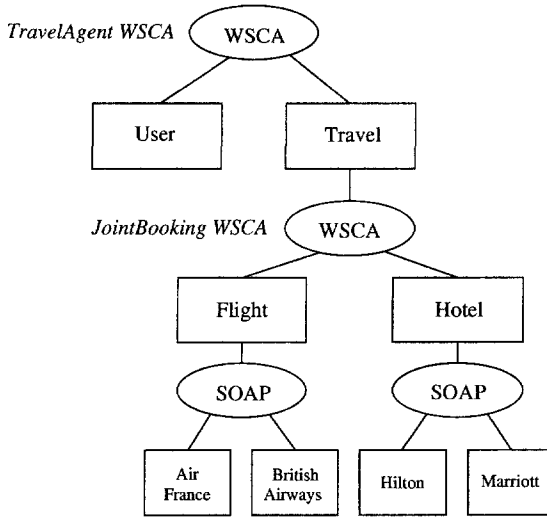 TravelAgent WSCA
WSCA
User
Travel
JointBooking WSCA
WSCA
Flight
Hotel
SOAP
SOAP
Air
France
British
Airways
Hilton
Marriott